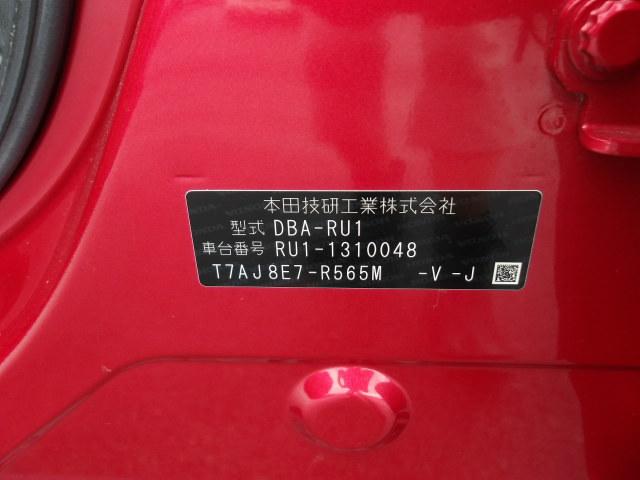 本田技研工業株式会社
型式 DBA-RU1
車台番号 RU1-1310048
T7AJ8E7-R565M -V -J